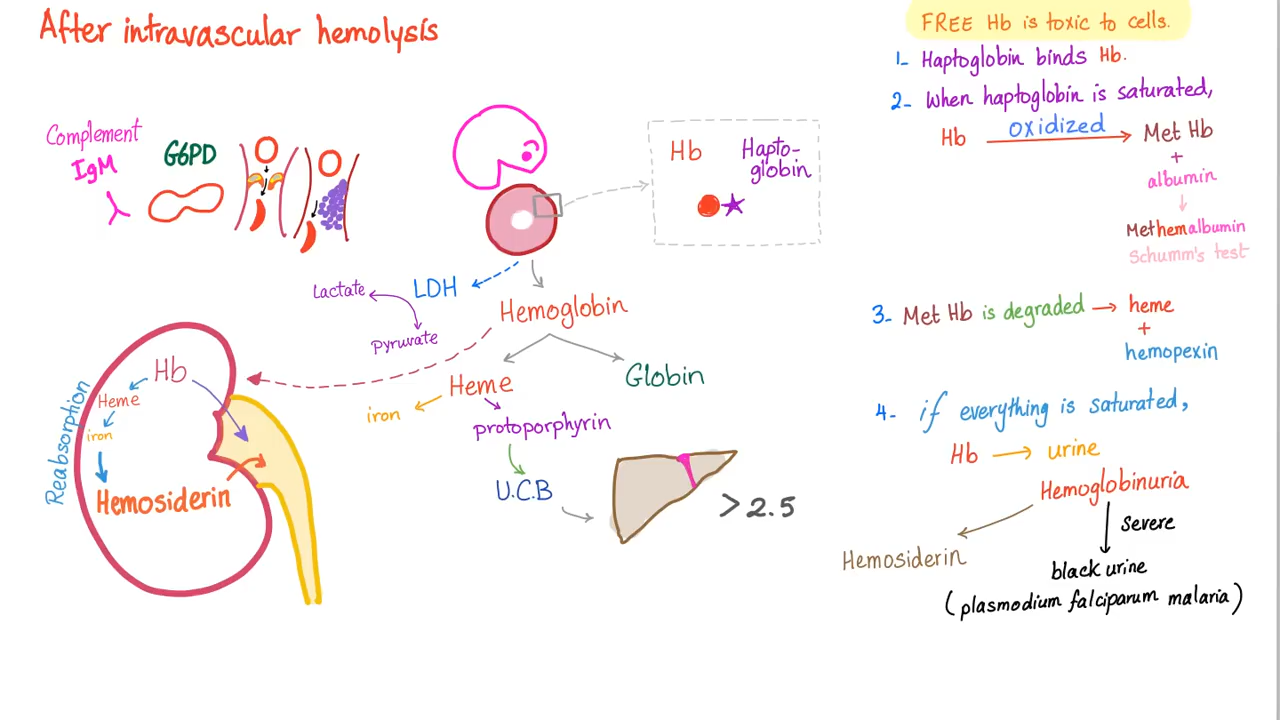 After intravascular hemolysis
Complement
IgM
G6PD
Hb
Hapto-
globin
LDH
Lactate
Pyruvate
Hemoglobin
Heme
Globin
iron
protoporphyrin
U.C.B
>2.5
Reabsorption
Hb
Heme
iron
Hemosiderin
FREE Hb is toxic to cells.
1- Haptoglobin binds Hb.
2- When haptoglobin is saturated,
Hb oxidized Met Hb
+
albumin
Methemalbumin
Schumm's test
3- Met Hb is degraded → heme
+
hemopexin
4- if everything is saturated,
Hb → urine
Hemoglobinuria
Severe
Hemosiderin
black urine
(plasmodium falciparum malaria)